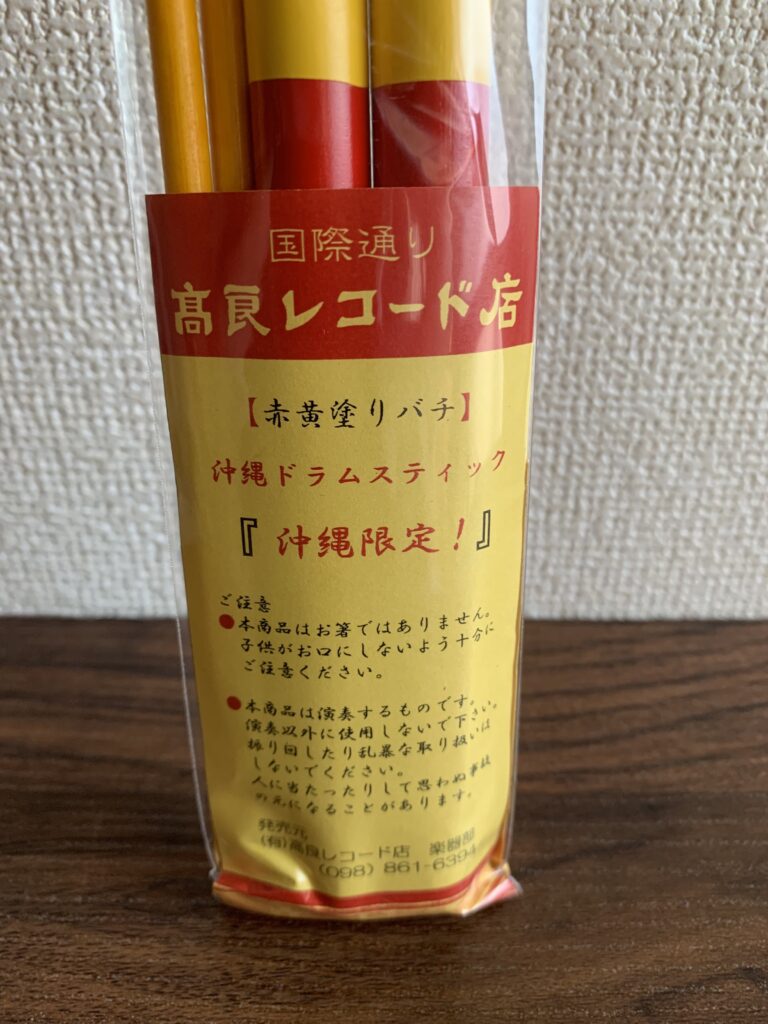 国際通り
髙良レコード店
【赤黄塗りバチ】
沖縄ドラムスティック
『沖縄限定！』
ご注意
●本商品はお箸ではありません。
子供がお口にしないよう十分に
ご注意ください。
●本商品は演奏するものです。
演奏以外に使用しないで下さい。
振り回したり乱暴な取り扱いは
しないでください。
人に当たったりして思わぬ事故
の元になることがあります。
発売元
(有)高良レコード店　楽器部
(098) 861-6394